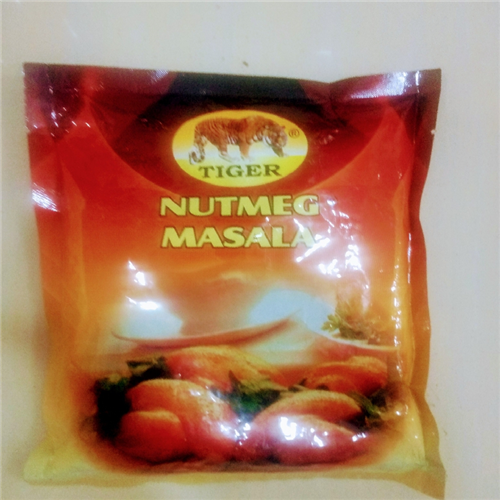 ®
TIGER
NUTMEG
MASALA